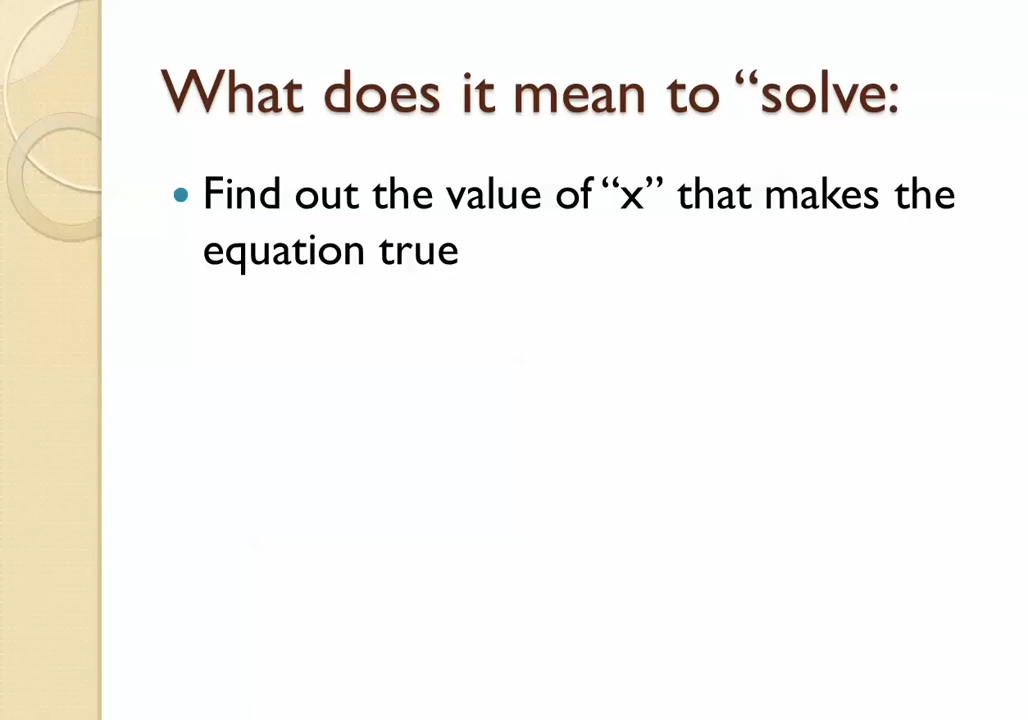 What does it mean to “solve:
• Find out the value of “x” that makes the
equation true